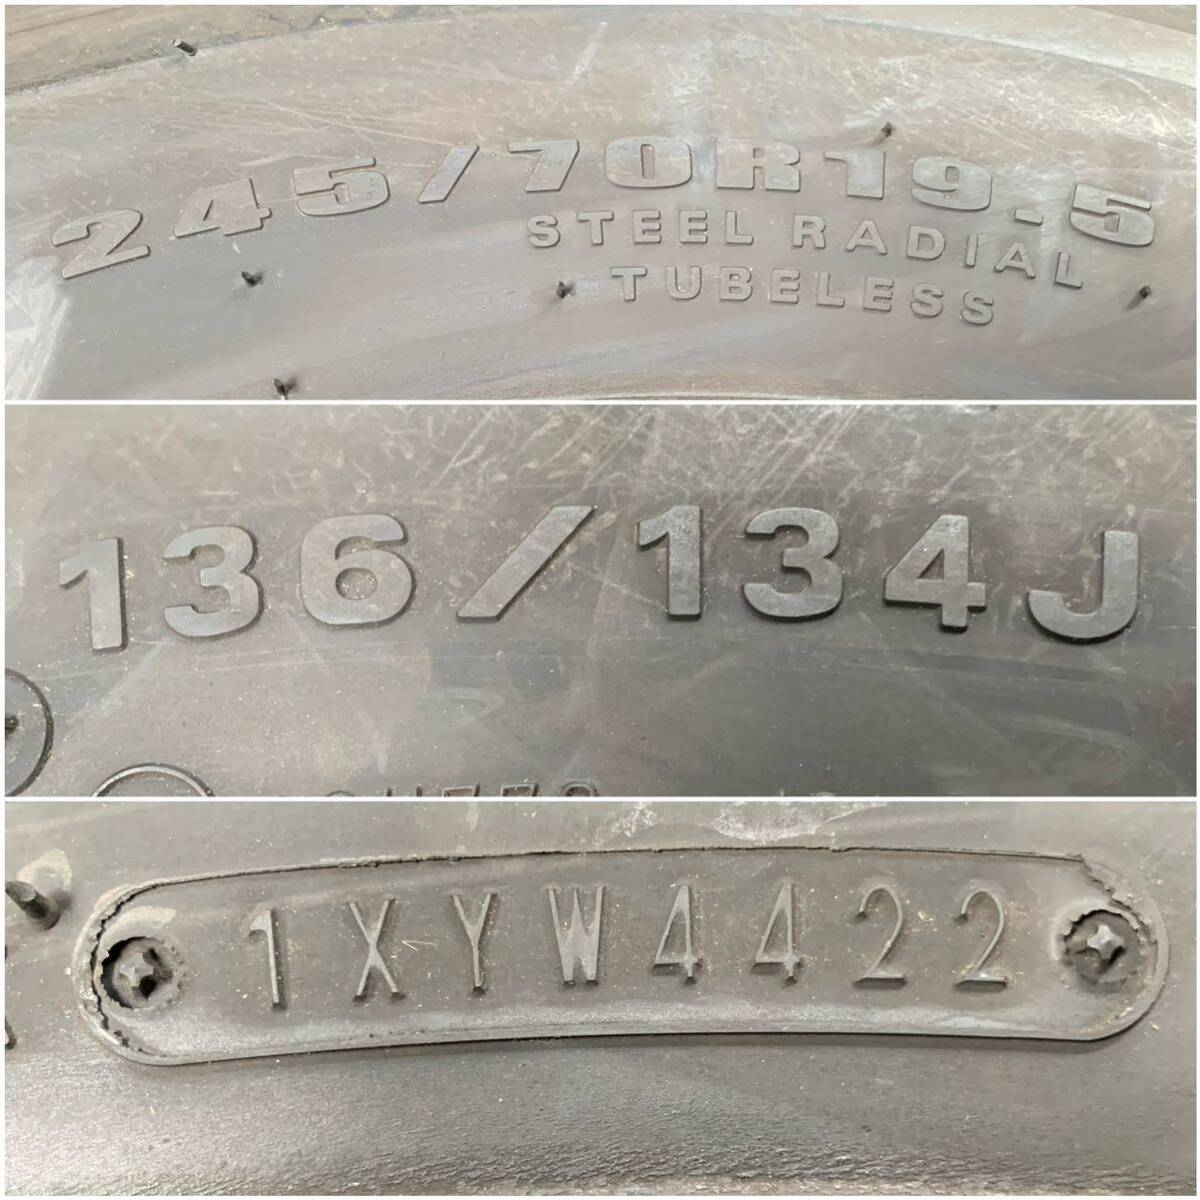 245/70R19.5
STEEL RADIAL
TUBELESS
136/134J
1XYW4422